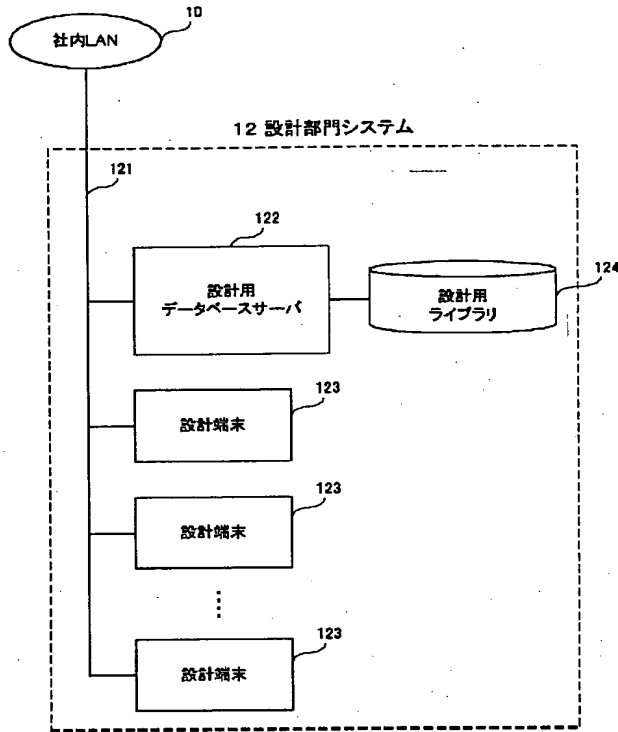 10
社内LAN
12 設計部門システム
121
122
設計用
データベースサーバ
124
設計用
ライブラリ
123
設計端末
123
設計端末
123
設計端末